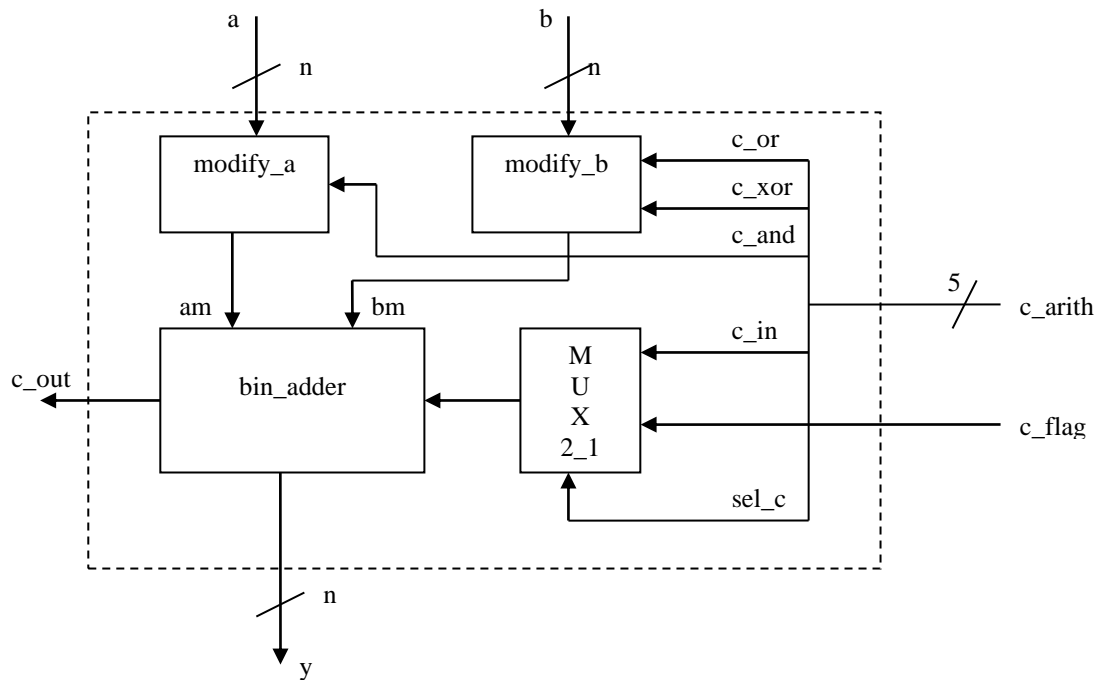 a
b
n
n
modify_a
modify_b
c_or
c_xor
c_and
5
c_arith
am
bm
c_in
M
U
X
2_1
c_out
bin_adder
c_flag
sel_c
n
y